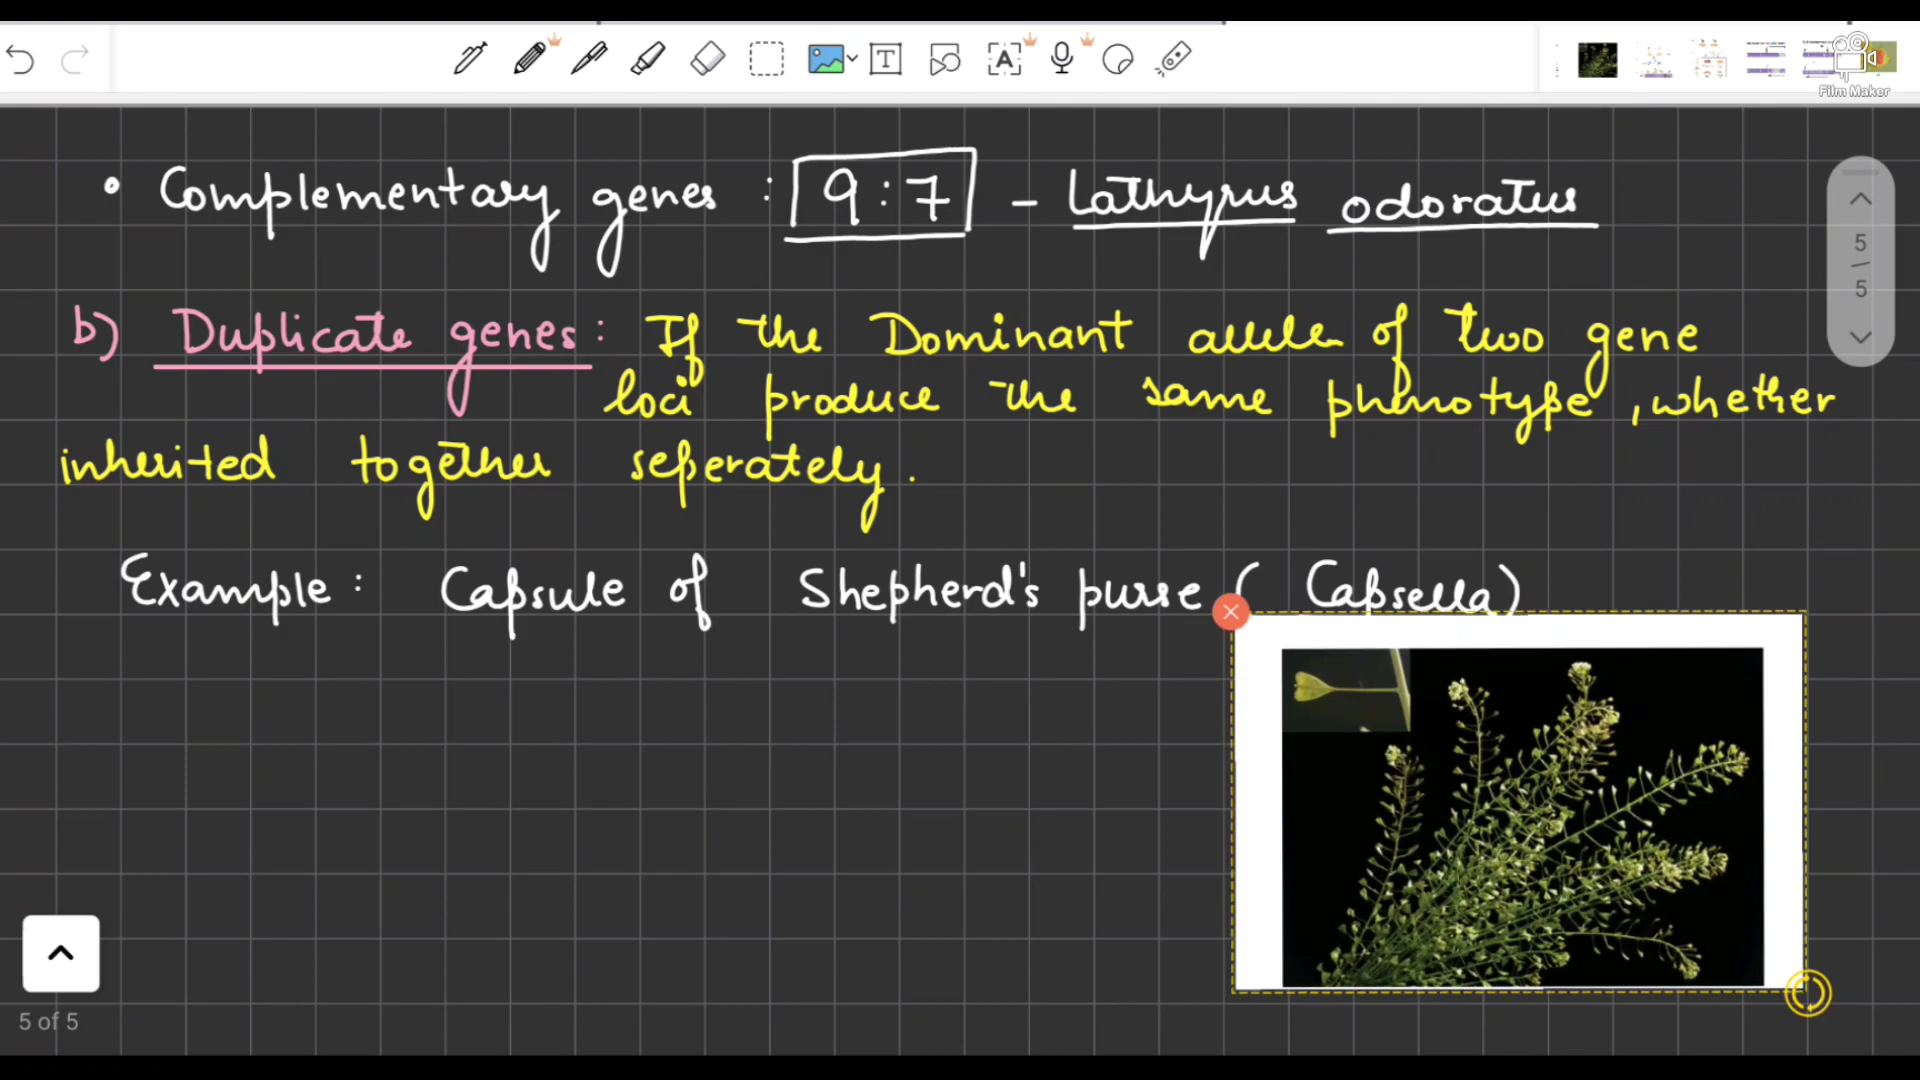 Film Maker
• Complementary genes : 9:7 - Lathyrus odoratus
5
5
b) Duplicate genes: If the Dominant allele of two gene
loci produce the same phenotype, whether
inherited together seperately.
Example: Capsule of Shepherd's purse (Capsella)
5 of 5